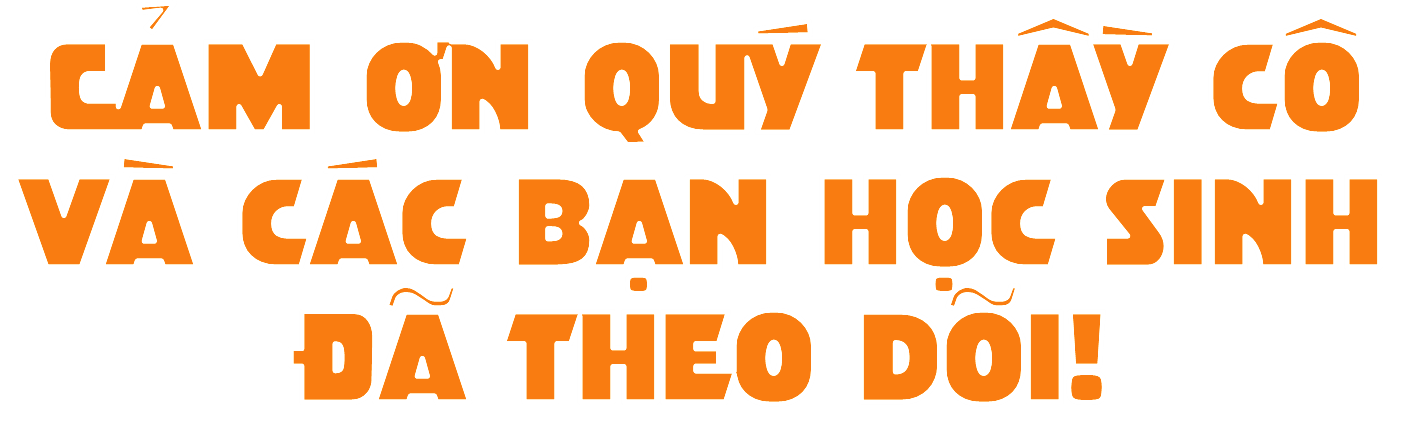 CẢM ƠN QUÝ THẦY CÔ
VÀ CÁC BẠN HỌC SINH
ĐÃ THEO DÕI!